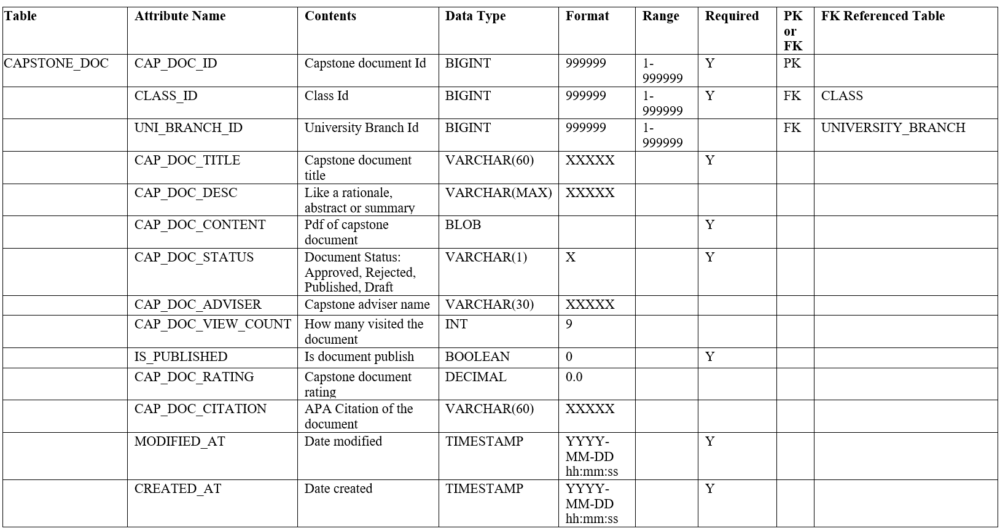 Table Attribute Name Contents Data Type Format Range Required PK FK Referenced Table
or
FK
CAPSTONE_DOC CAP_DOC_ID Capstone document Id BIGINT 999999 1- Y PK
999999
CLASS_ID Class Id BIGINT 999999 1- Y FK CLASS
999999
UNI_BRANCH_ID University Branch Id BIGINT 999999 1- FK UNIVERSITY_BRANCH
999999
CAP_DOC_TITLE Capstone document VARCHAR(60) XXXXX Y
title
CAP_DOC_DESC Like a rationale, VARCHAR(MAX) XXXXX
abstract or summary
CAP_DOC_CONTENT Pdf of capstone BLOB Y
document
CAP_DOC_STATUS Document Status: VARCHAR(1) X Y
Approved, Rejected,
Published, Draft
CAP_DOC_ADVISER Capstone adviser name VARCHAR(30) XXXXX
CAP_DOC_VIEW_COUNT How many visited the INT 9
document
IS_PUBLISHED Is document publish BOOLEAN 0 Y
CAP_DOC_RATING Capstone document DECIMAL 0.0
rating
CAP_DOC_CITATION APA Citation of the VARCHAR(60) XXXXX
document
MODIFIED_AT Date modified TIMESTAMP YYYY- Y
MM-DD
hh:mm:ss
CREATED_AT Date created TIMESTAMP YYYY- Y
MM-DD
hh:mm:ss